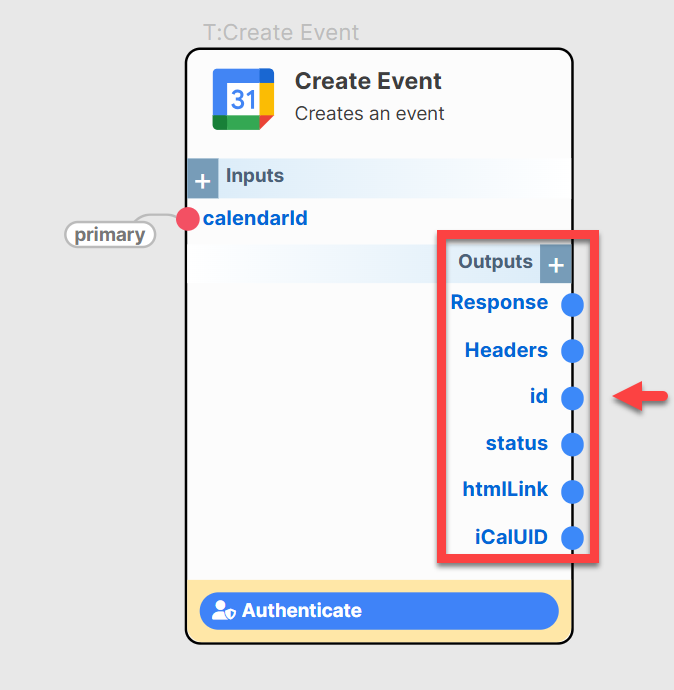 T:Create Event
31
Create Event
Creates an event
+ Inputs
primary
calendarId
Outputs +
Response
Headers
id
status
htmlLink
iCalUID
Authenticate